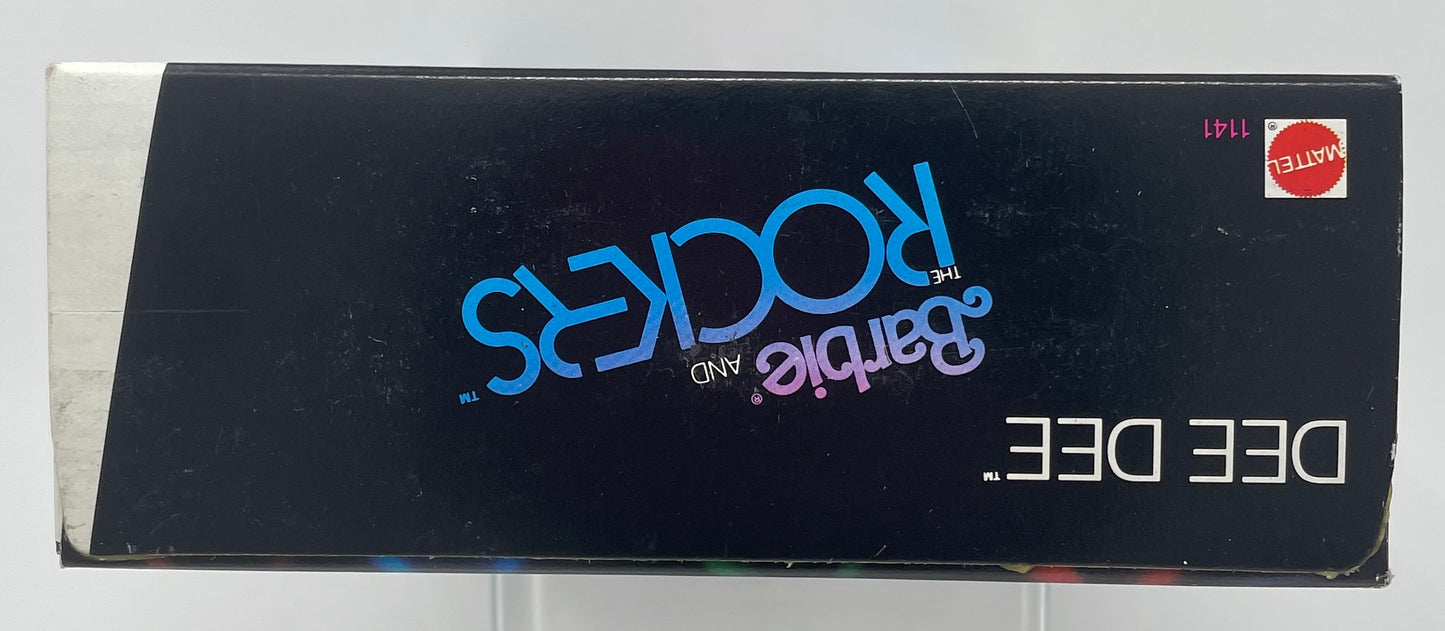 DEE DEE™
Barbie® AND
THE
ROCKERS™
MATTEL® 1141